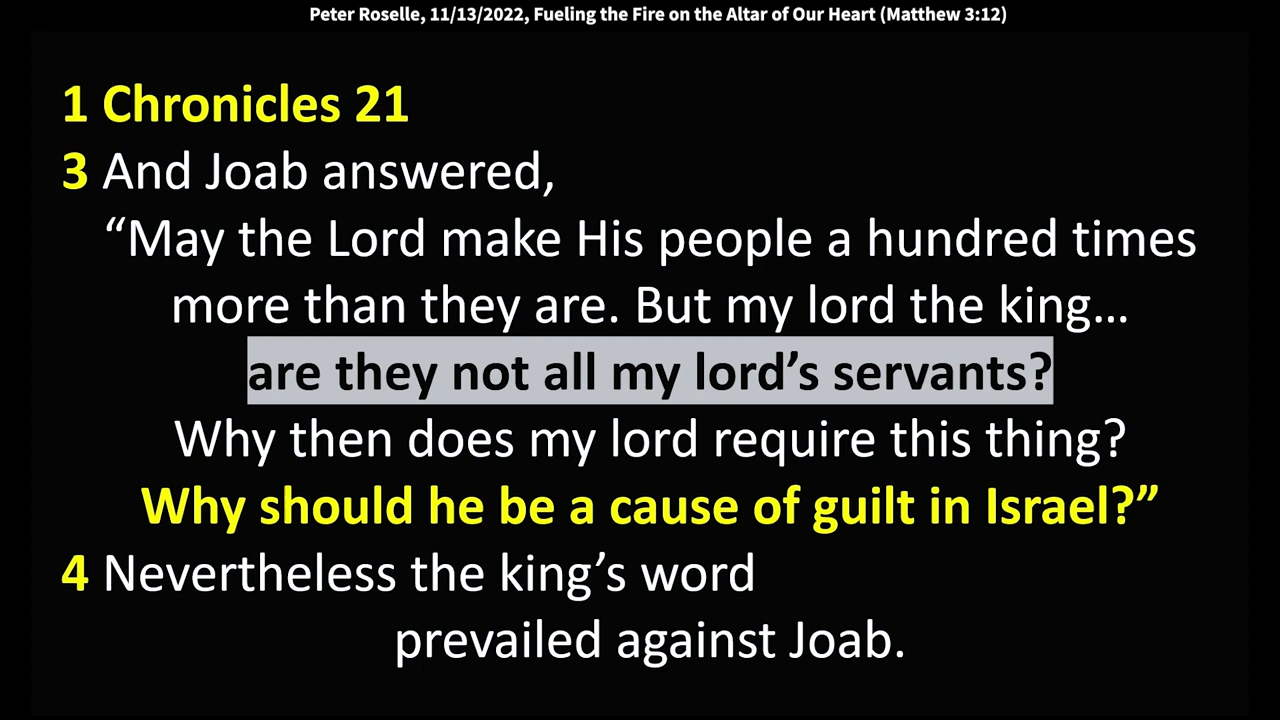 Peter Roselle, 11/13/2022, Fueling the Fire on the Altar of Our Heart (Matthew 3:12)
1 Chronicles 21
3 And Joab answered,
“May the Lord make His people a hundred times
more than they are. But my lord the king…
are they not all my lord’s servants?
Why then does my lord require this thing?
Why should he be a cause of guilt in Israel?”
4 Nevertheless the king’s word
prevailed against Joab.